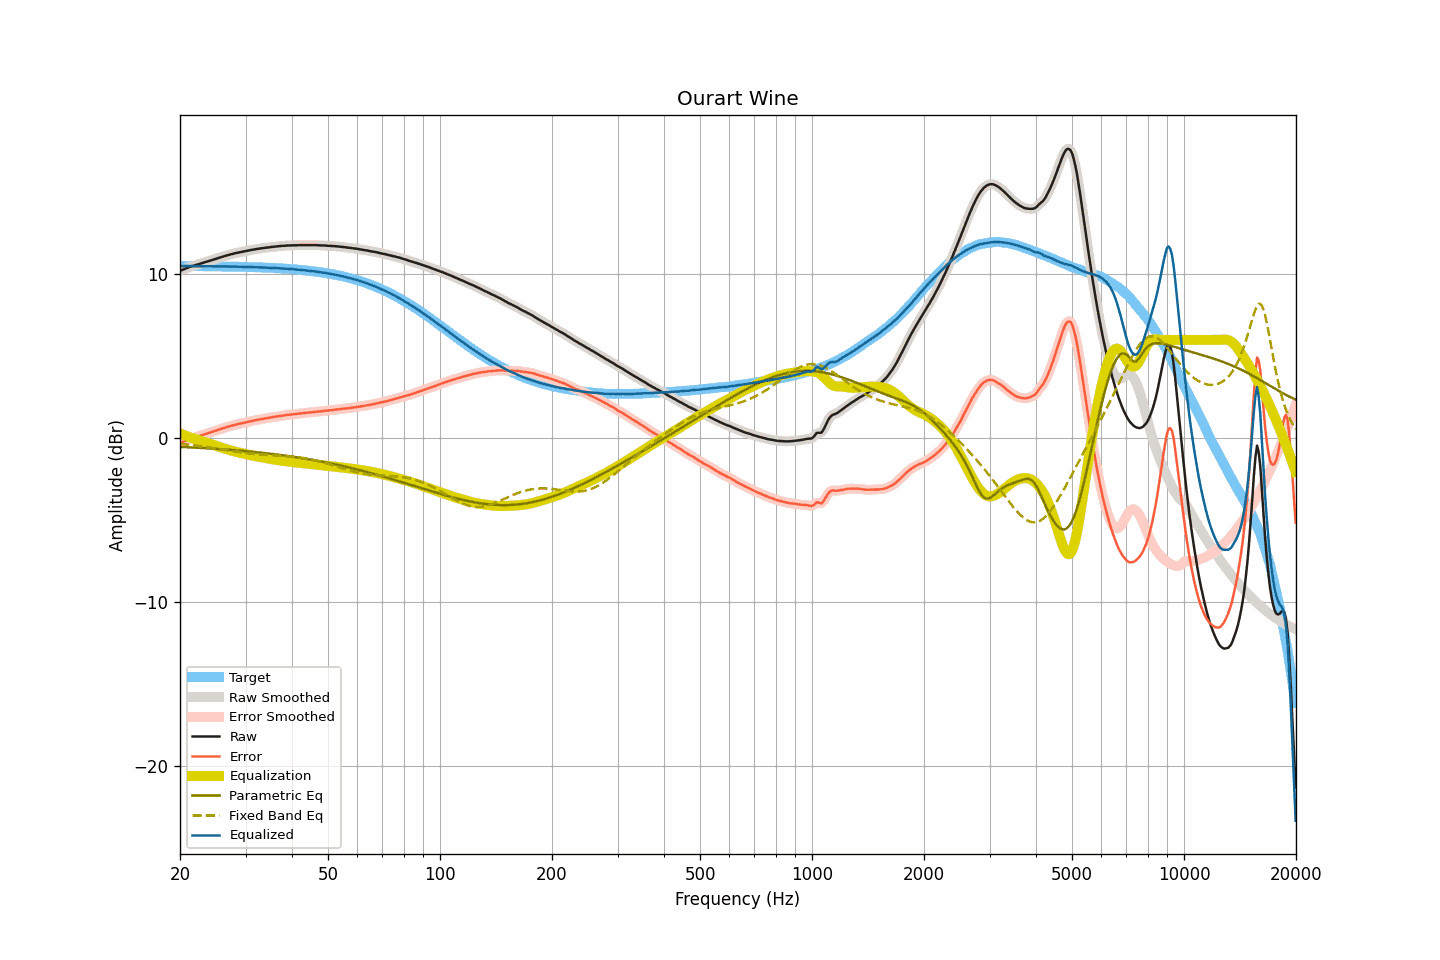 Ourart Wine
Amplitude (dBr)
10
0
−10
−20
Target
Raw Smoothed
Error Smoothed
Raw
Error
Equalization
Parametric Eq
Fixed Band Eq
Equalized
20 50 100 200 500 1000 2000 5000 10000 20000
Frequency (Hz)